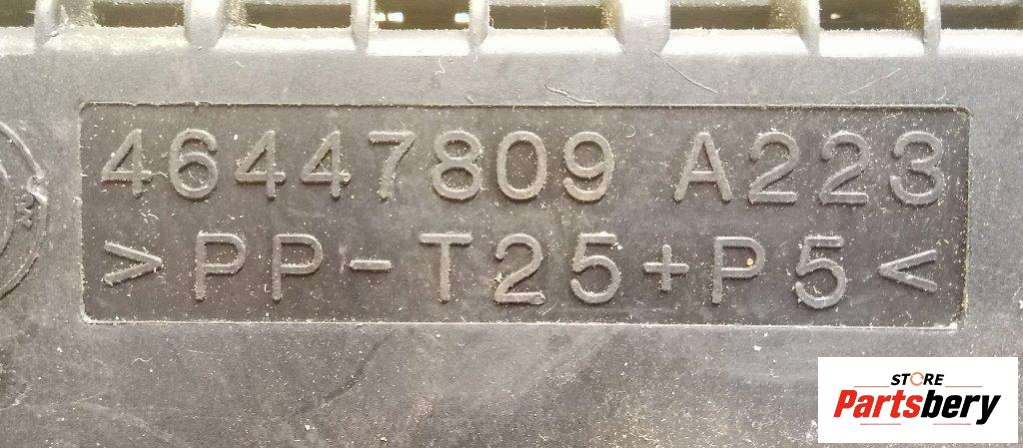 46447809 A223
>PP-T25+P5<
STORE
Partsbery